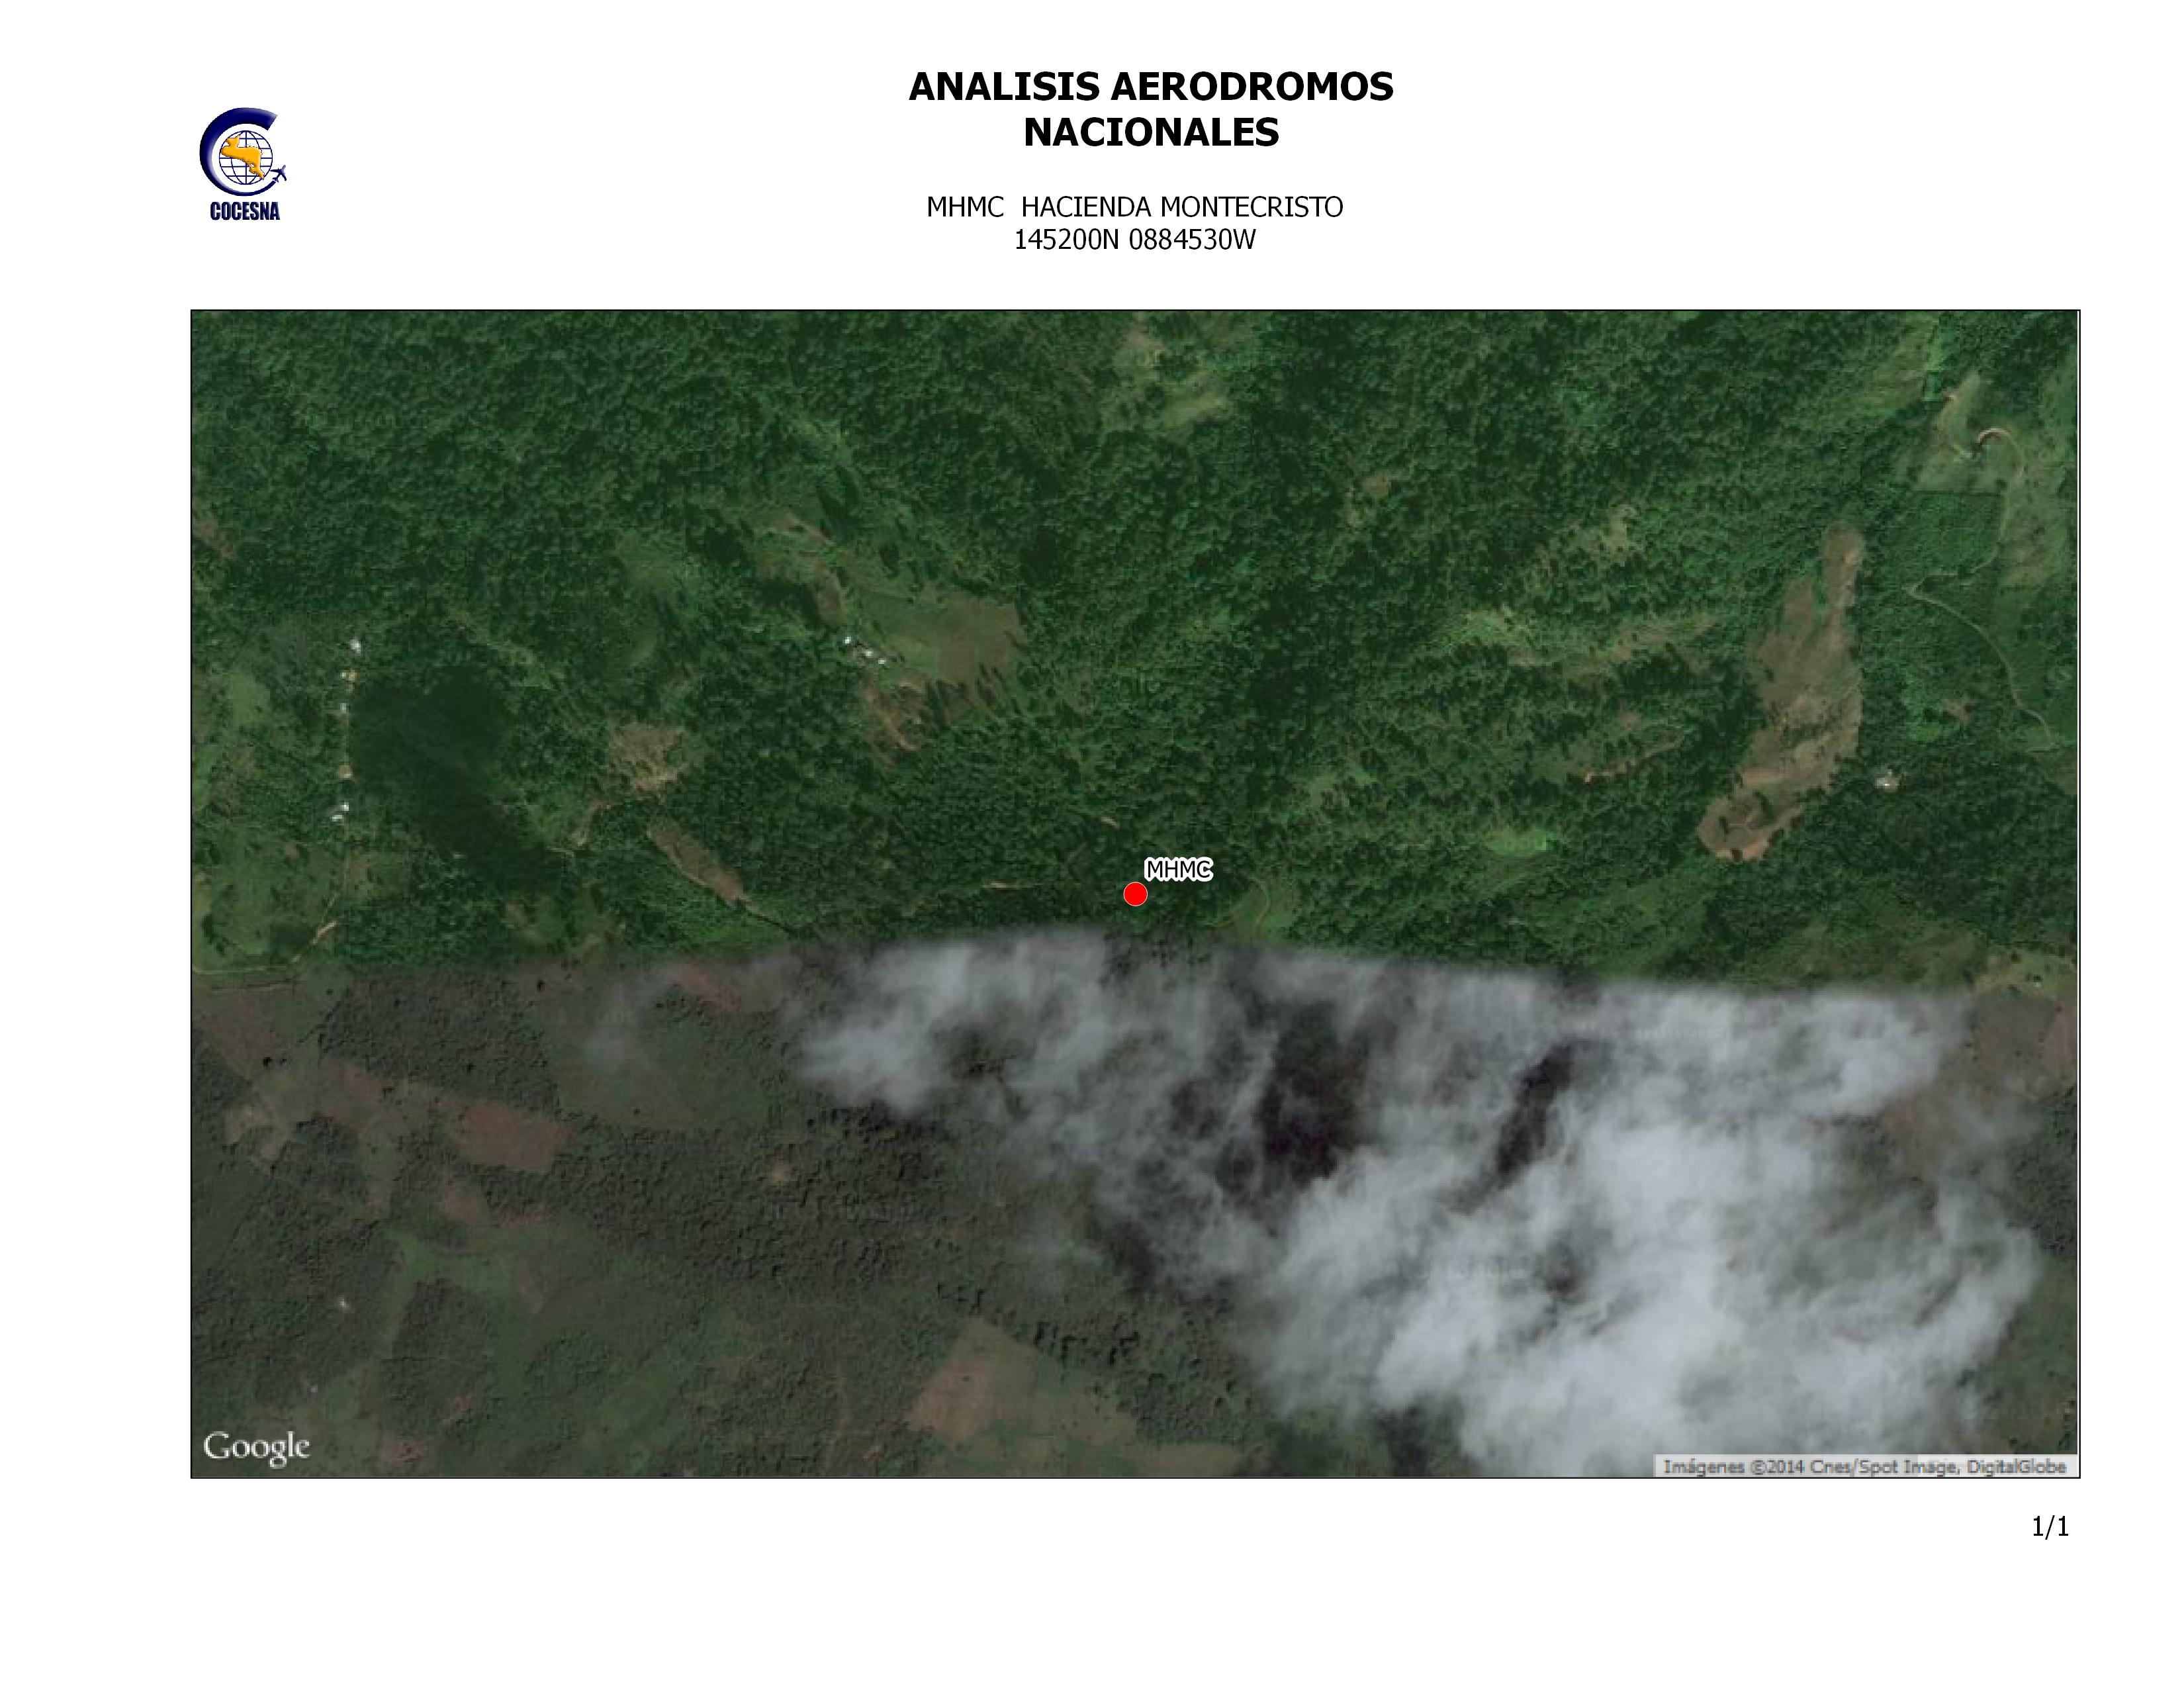 ANALISIS AERODROMOS
NACIONALES
COCESNA
MHMC  HACIENDA MONTECRISTO
145200N 0884530W
MHMC
Google
Imágenes ©2014 Cnes/Spot Image, DigitalGlobe
1/1